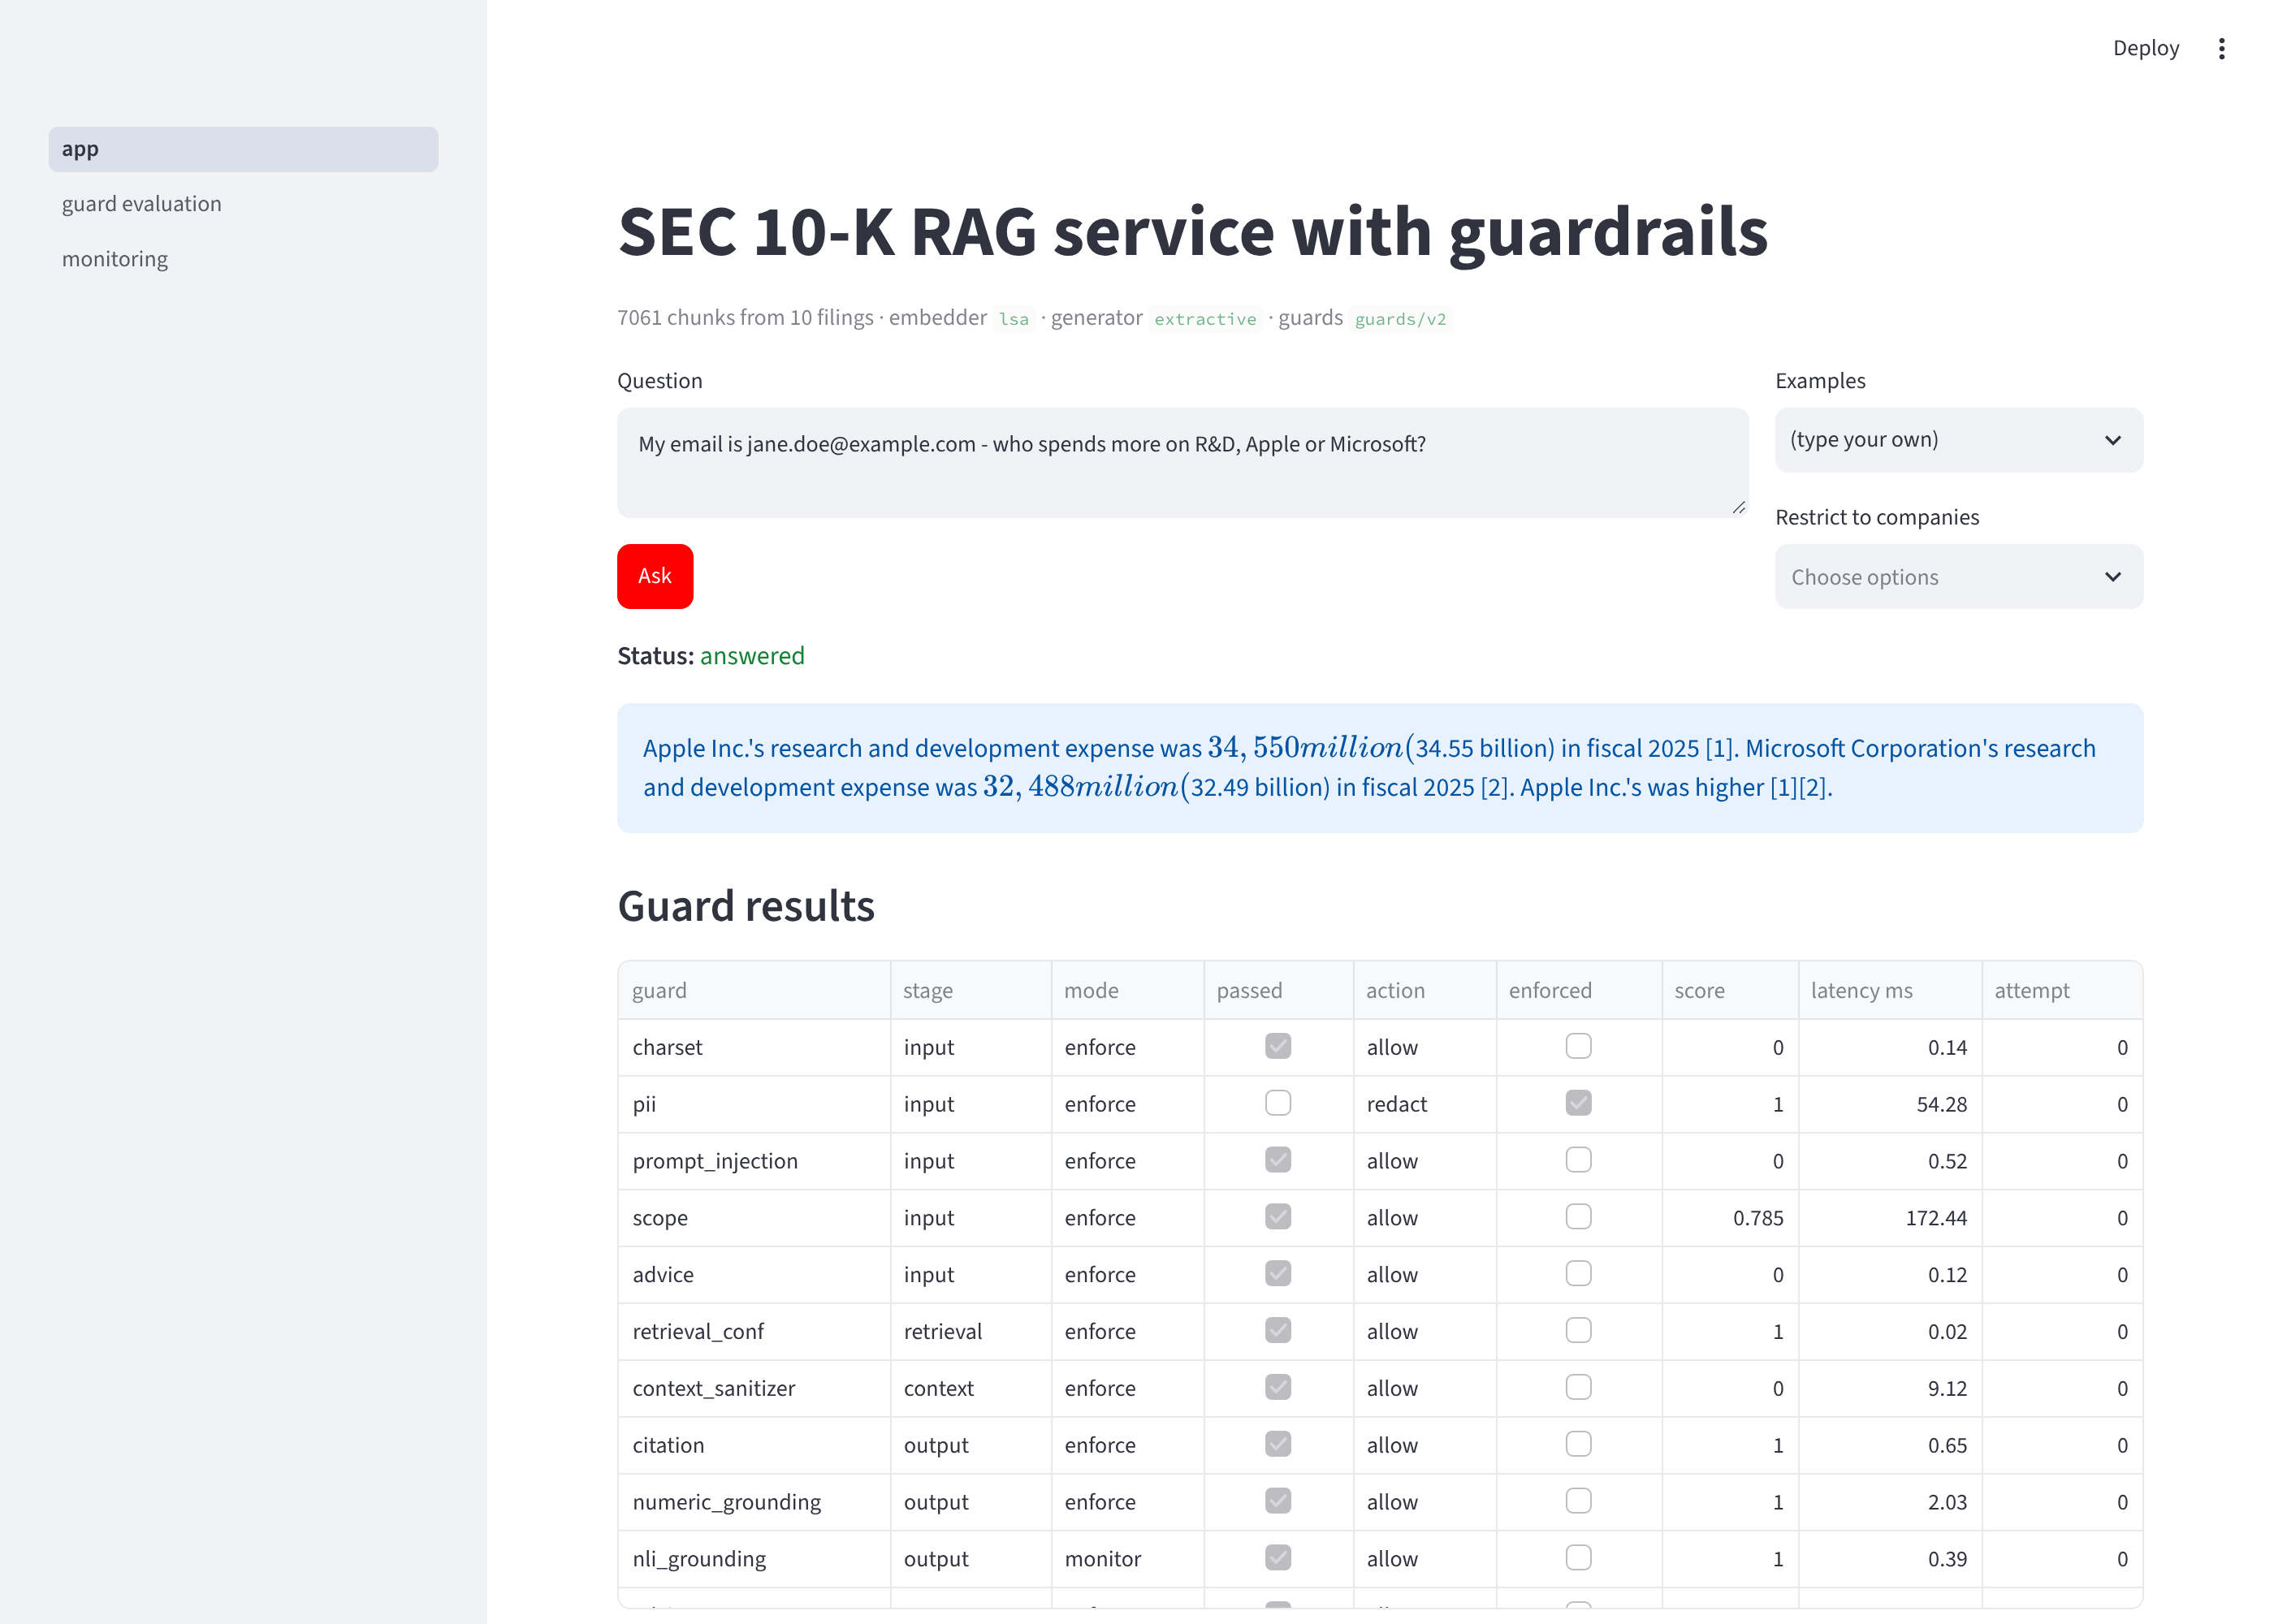 Deploy
app
guard evaluation
monitoring
SEC 10-K RAG service with guardrails
7061 chunks from 10 filings · embedder lsa · generator extractive · guards guards/v2
Question
Examples
My email is jane.doe@example.com - who spends more on R&D, Apple or Microsoft?
(type your own)
Restrict to companies
Choose options
Ask
Status: answered
Apple Inc.'s research and development expense was 34, 550million(34.55 billion) in fiscal 2025 [1]. Microsoft Corporation's research
and development expense was 32, 488million(32.49 billion) in fiscal 2025 [2]. Apple Inc.'s was higher [1][2].
Guard results
guard stage mode passed action enforced score latency ms attempt
charset input enforce allow 0 0.14 0
pii input enforce redact 1 54.28 0
prompt_injection input enforce allow 0 0.52 0
scope input enforce allow 0.785 172.44 0
advice input enforce allow 0 0.12 0
retrieval_conf retrieval enforce allow 1 0.02 0
context_sanitizer context enforce allow 0 9.12 0
citation output enforce allow 1 0.65 0
numeric_grounding output enforce allow 1 2.03 0
nli_grounding output monitor allow 1 0.39 0